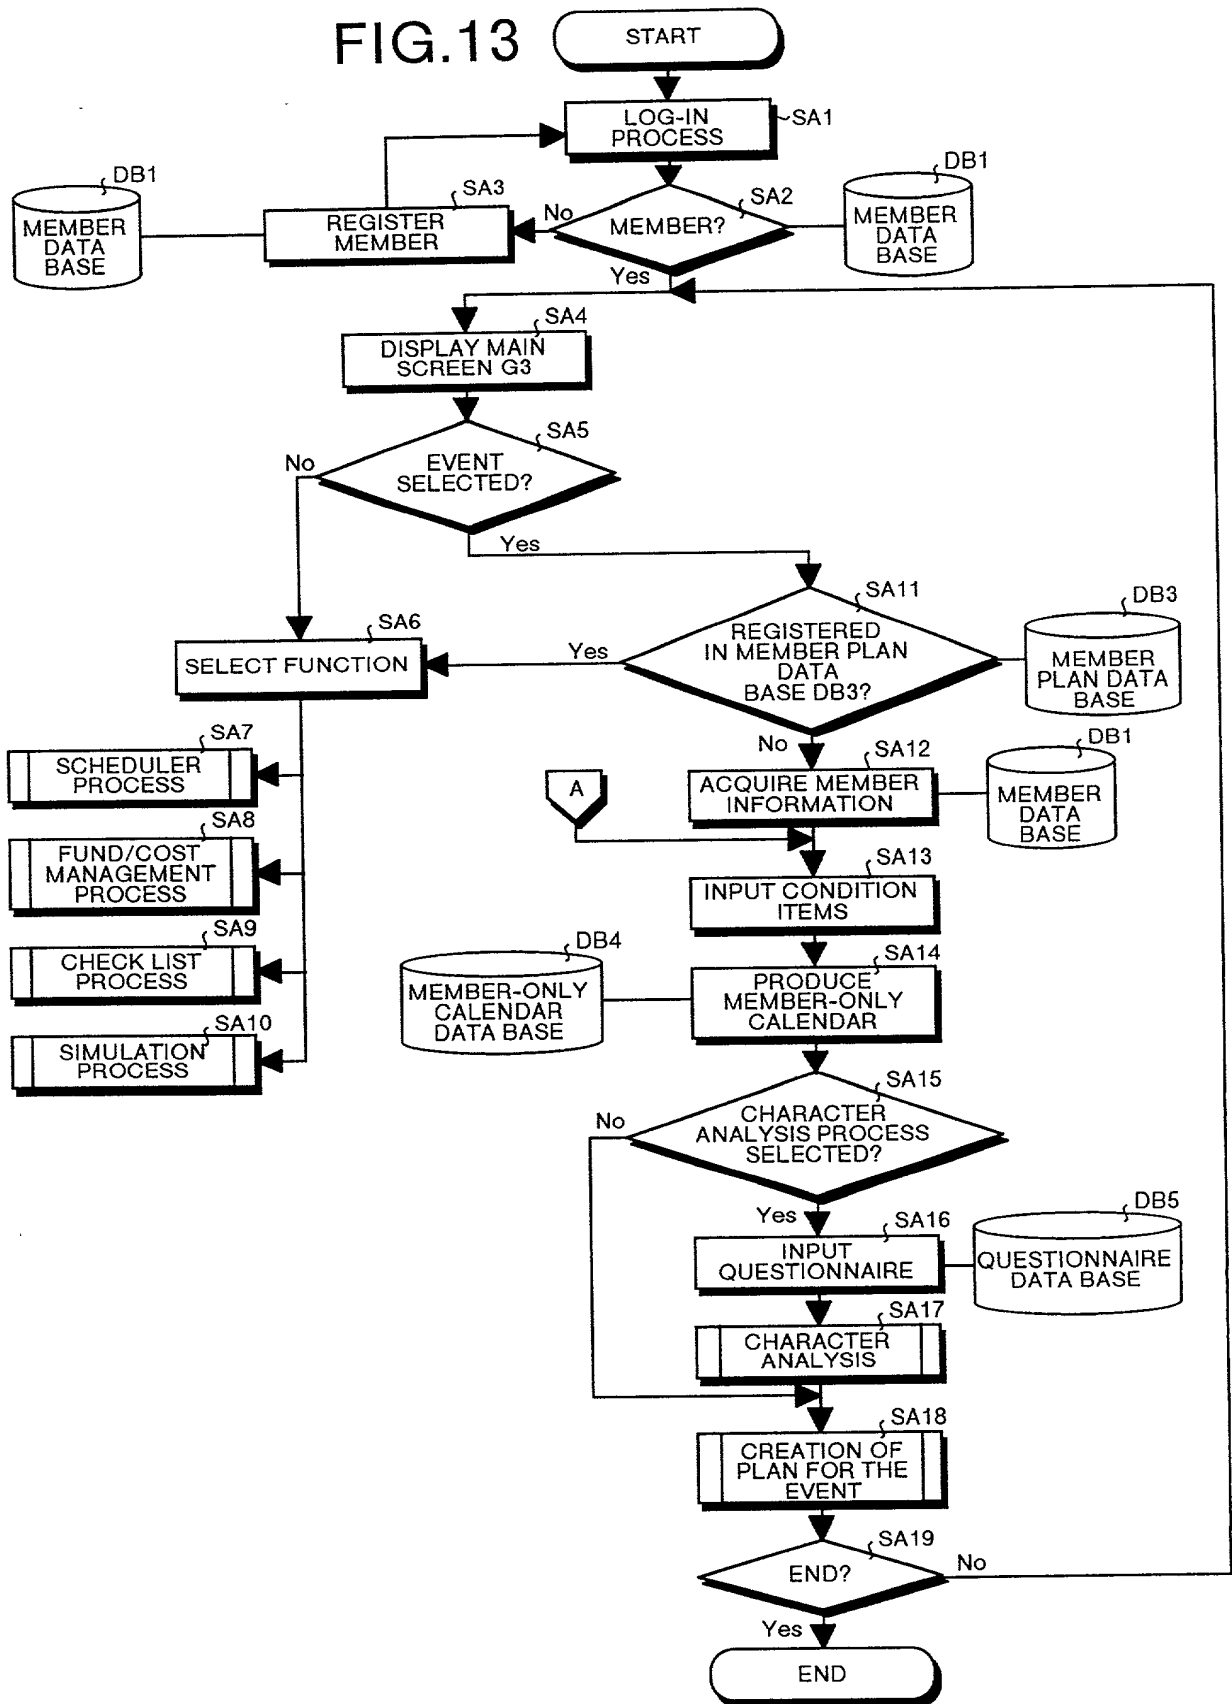 FIG.13
START
LOG-IN
PROCESS
SA1
DB1
MEMBER
DATA
BASE
SA3
REGISTER
MEMBER
No
SA2
MEMBER?
DB1
MEMBER
DATA
BASE
Yes
SA4
DISPLAY MAIN
SCREEN G3
SA5
EVENT
SELECTED?
No
Yes
SA6
SELECT FUNCTION
Yes
SA11
REGISTERED
IN MEMBER PLAN
DATA
BASE DB3?
DB3
MEMBER
PLAN DATA
BASE
No
SA7
SCHEDULER
PROCESS
SA8
FUND/COST
MANAGEMENT
PROCESS
SA9
CHECK LIST
PROCESS
SA10
SIMULATION
PROCESS
A
SA12
ACQUIRE MEMBER
INFORMATION
DB1
MEMBER
DATA
BASE
SA13
INPUT CONDITION
ITEMS
DB4
MEMBER-ONLY
CALENDAR
DATA BASE
SA14
PRODUCE
MEMBER-ONLY
CALENDAR
SA15
CHARACTER
ANALYSIS PROCESS
SELECTED?
No
Yes
SA16
INPUT
QUESTIONNAIRE
DB5
QUESTIONNAIRE
DATA BASE
SA17
CHARACTER
ANALYSIS
SA18
CREATION OF
PLAN FOR THE
EVENT
SA19
END?
No
Yes
END